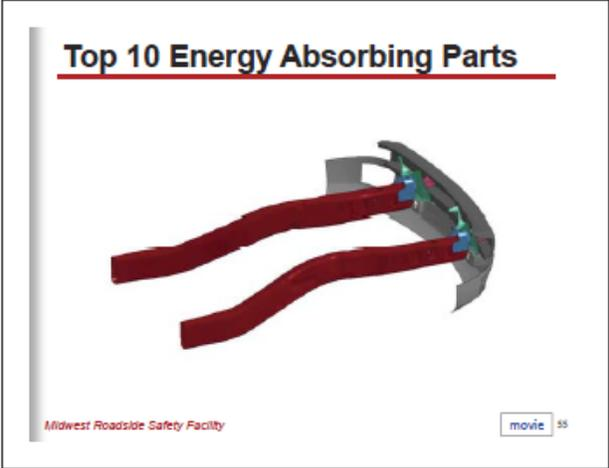 Top 10 Energy Absorbing Parts
Midwest Roadside Safety Facility
movie 55